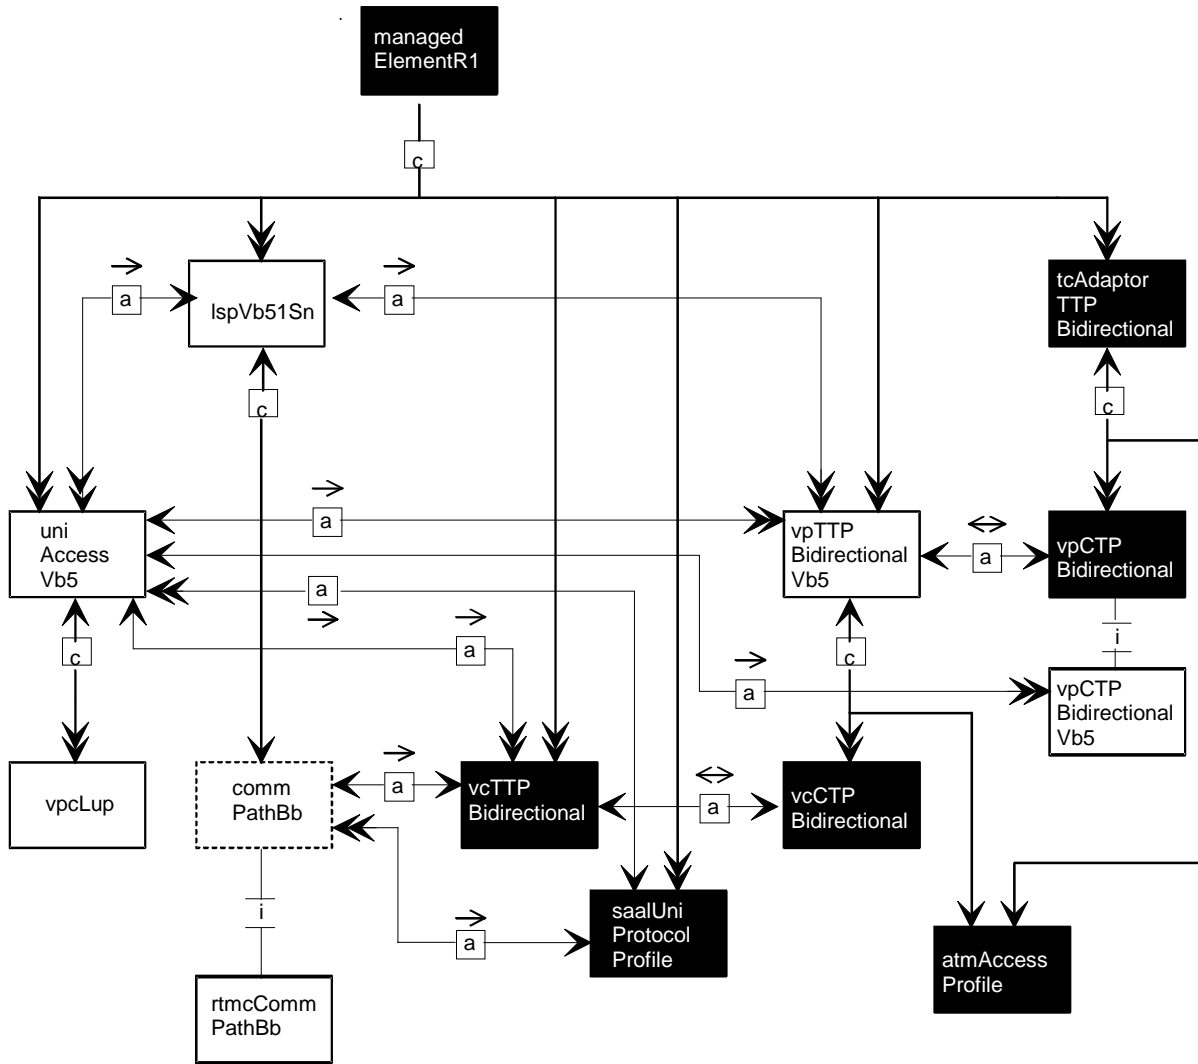 managed
ElementR1
c
a
lspVb51Sn
a
tcAdaptor
TTP
Bidirectional
c
c
uni
Access
Vb5
a
vpTTP
Bidirectional
Vb5
a
vpCTP
Bidirectional
a
c
a
c
i
a
vpCTP
Bidirectional
Vb5
vpcLup
comm
PathBb
a
vcTTP
Bidirectional
a
vcCTP
Bidirectional
i
a
saalUni
Protocol
Profile
atmAccess
Profile
rtmcComm
PathBb